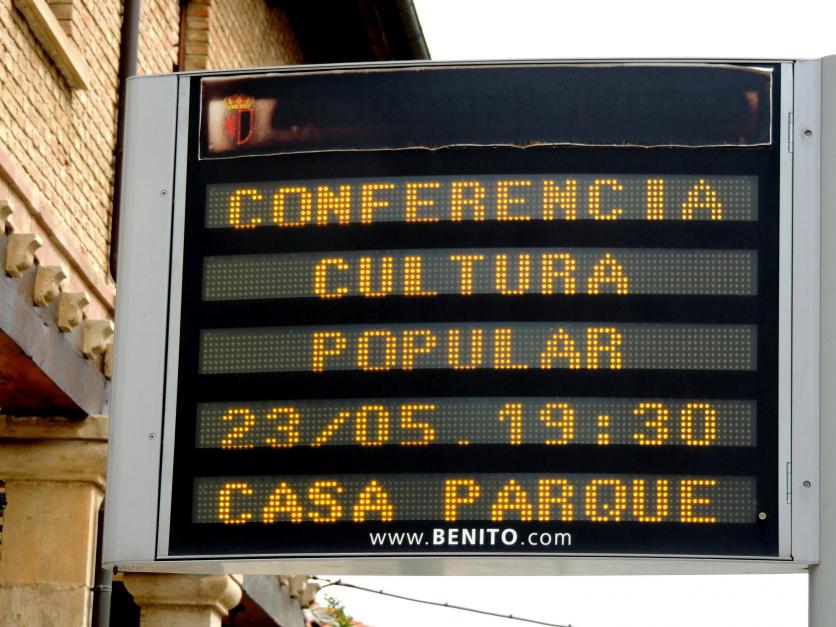 CONFERENCIA
CULTURA
POPULAR
23/05.19:30
CASA PARQUE
www.BENITO.com